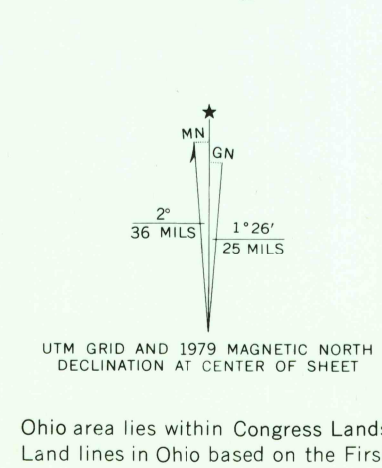 MN
GN
2°
36 MILS
1°26′
25 MILS
UTM GRID AND 1979 MAGNETIC NORTH
DECLINATION AT CENTER OF SHEET
Ohio area lies within Congress Lands
Land lines in Ohio based on the Firs